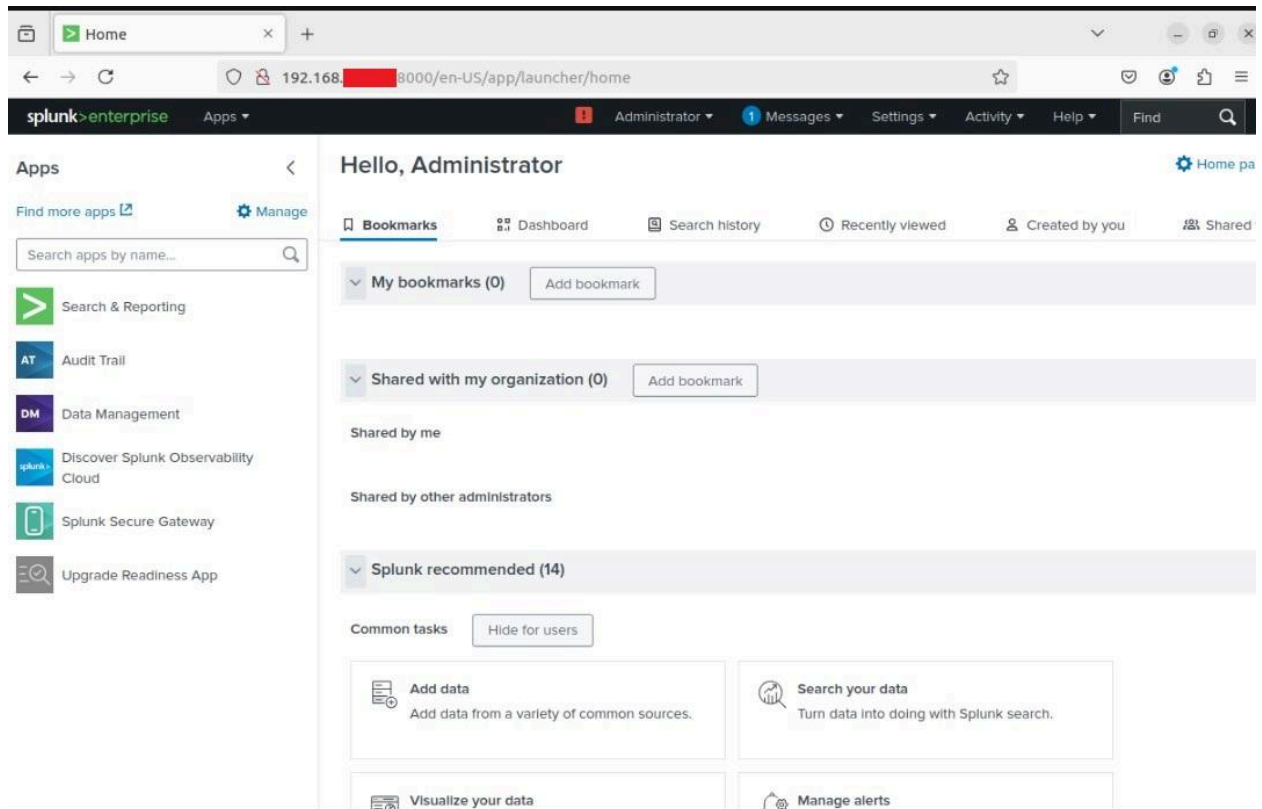 Home
192.168. 8000/en-US/app/launcher/home
splunk>enterprise Apps Administrator 1 Messages Settings Activity Help Find
Apps
Find more apps Manage
Search apps by name...
Search & Reporting
AT Audit Trail
DM Data Management
splunk> Discover Splunk Observability
Cloud
Splunk Secure Gateway
Upgrade Readiness App
Hello, Administrator
Home pa
Bookmarks Dashboard Search history Recently viewed Created by you Shared
My bookmarks (0) Add bookmark
Shared with my organization (0) Add bookmark
Shared by me
Shared by other administrators
Splunk recommended (14)
Common tasks Hide for users
Add data
Add data from a variety of common sources.
Search your data
Turn data into doing with Splunk search.
Visualize your data
Manage alerts